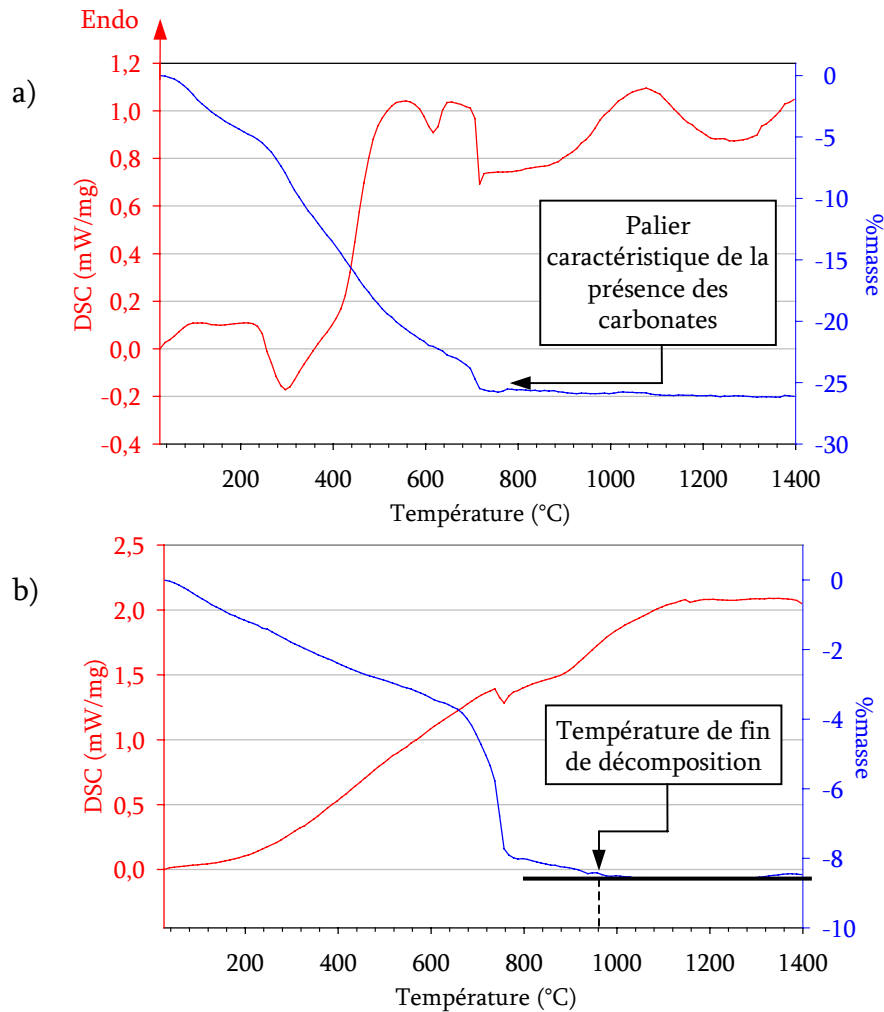 Endo
a)
1,2
1,0
0,8
0,6
0,4
0,2
0,0
-0,2
-0,4
DSC (mW/mg)
-0
-5
-10
-15
-20
-25
-30
%masse
Palier
caractéristique de la
présence des
carbonates
200 400 600 800 1000 1200 1400
Température (°C)
b)
2,5
2,0
1,5
1,0
0,5
0,0
DSC (mW/mg)
0
-2
-4
-6
-8
-10
%masse
Température de fin
de décomposition
200 400 600 800 1000 1200 1400
Température (°C)